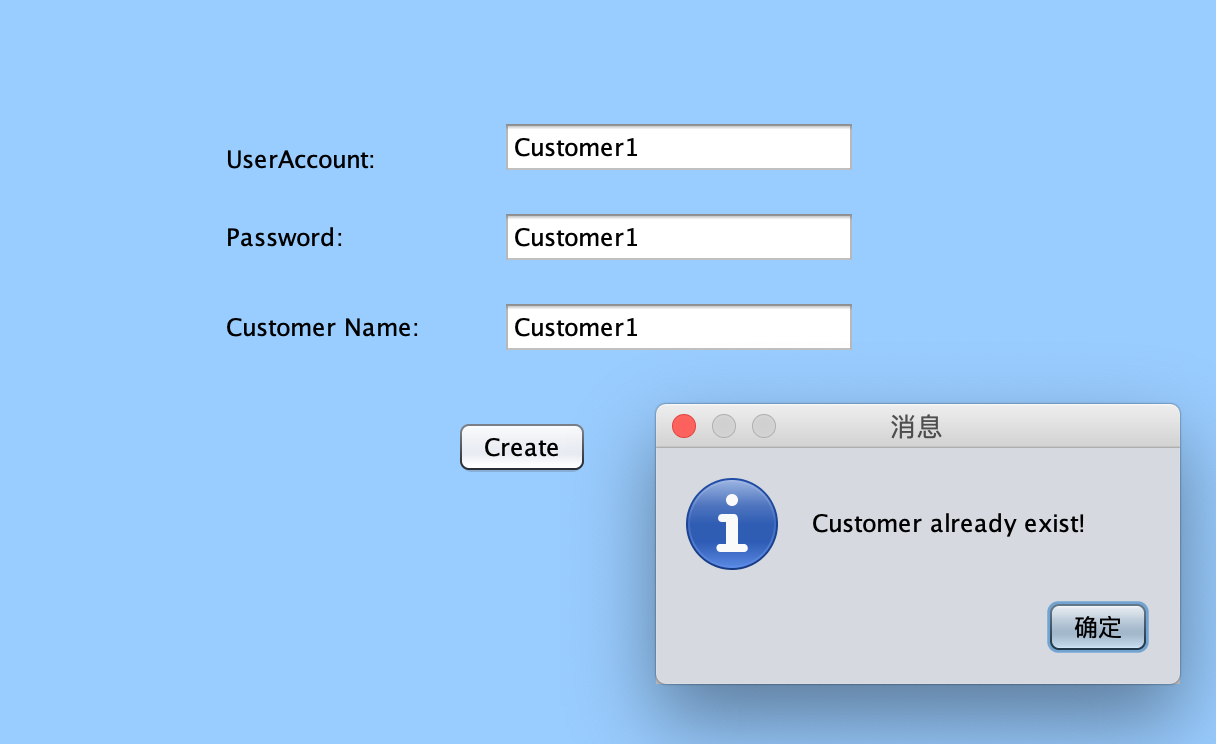 UserAccount:
Customer1
Password:
Customer1
Customer Name:
Customer1
Create
消息
Customer already exist!
确定